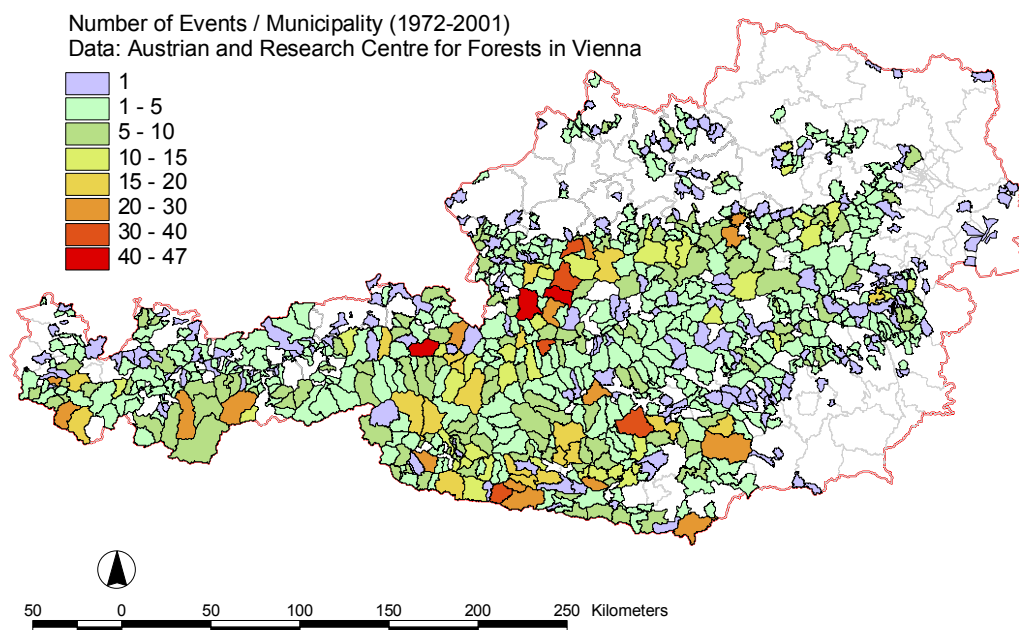 Number of Events / Municipality (1972-2001)
Data: Austrian and Research Centre for Forests in Vienna
1
1 - 5
5 - 10
10 - 15
15 - 20
20 - 30
30 - 40
40 - 47
50 0 50 100 150 200 250 Kilometers